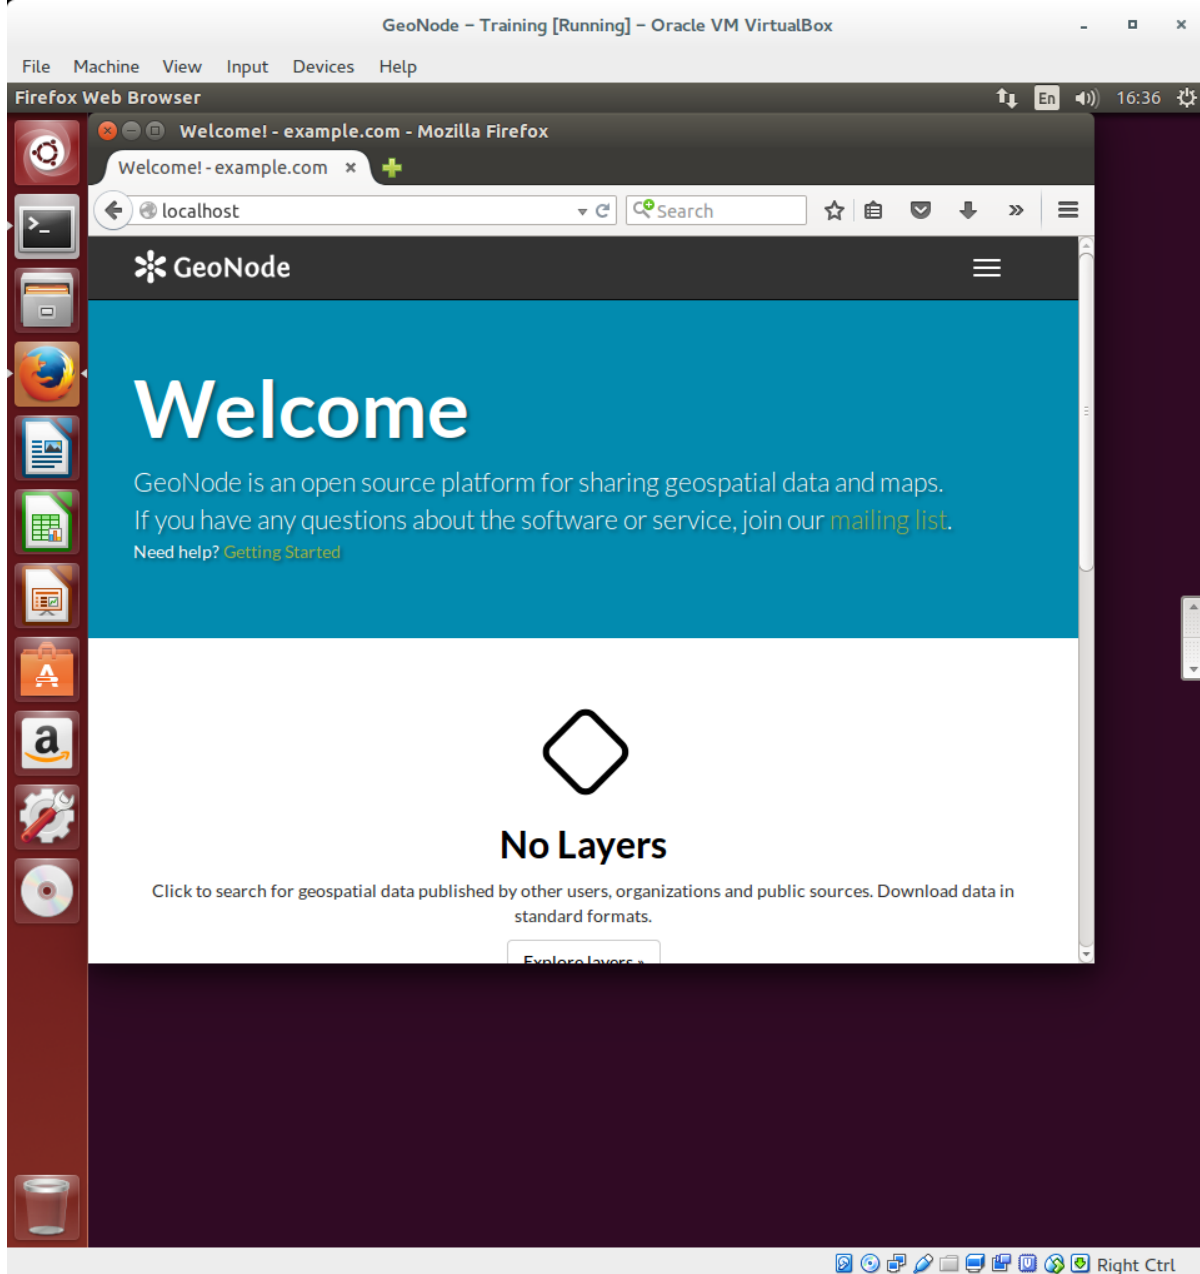 GeoNode – Training [Running] – Oracle VM VirtualBox
File Machine View Input Devices Help
Firefox Web Browser
En 16:36
Welcome! - example.com - Mozilla Firefox
Welcome! - example.com
localhost
Search
GeoNode
Welcome
GeoNode is an open source platform for sharing geospatial data and maps.
If you have any questions about the software or service, join our mailing list.
Need help? Getting Started
No Layers
Click to search for geospatial data published by other users, organizations and public sources. Download data in
standard formats.
Explore layers »
Right Ctrl